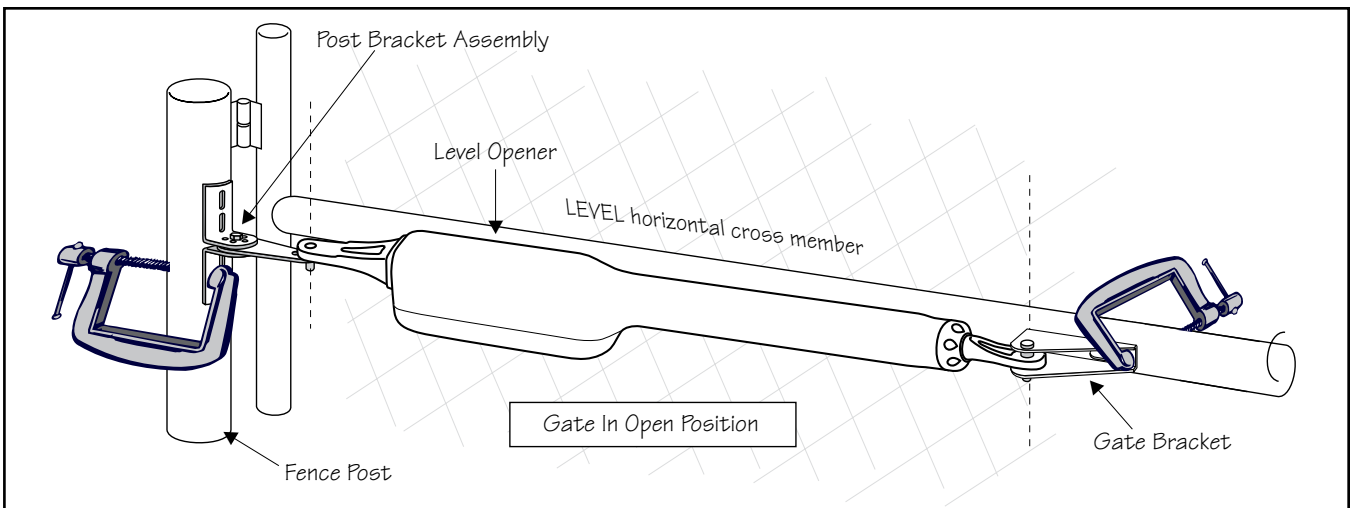 Post Bracket Assembly
Level Opener
LEVEL horizontal cross member
Gate In Open Position
Gate Bracket
Fence Post